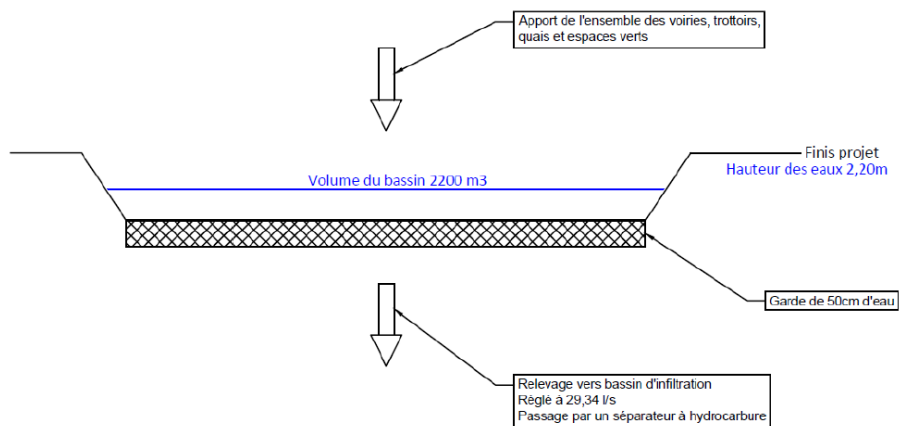 Apport de l'ensemble des voiries, trottoirs,
quais et espaces verts
Finis projet
Volume du bassin 2200 m3
Hauteur des eaux 2,20m
Garde de 50cm d'eau
Relevage vers bassin d'infiltration
Règlé à 29,34 l/s
Passage par un séparateur à hydrocarbure